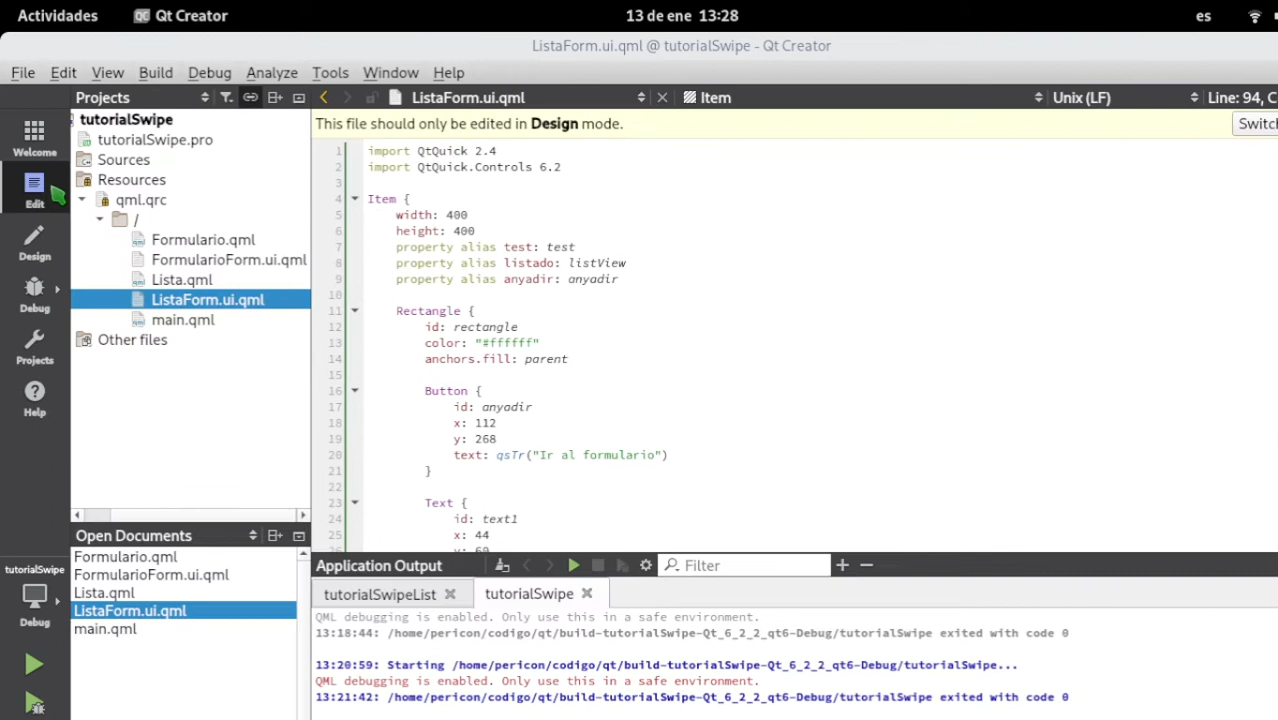 Actividades Qt Creator 13 de ene 13:28 es
ListaForm.ui.qml @ tutorialSwipe - Qt Creator
File Edit View Build Debug Analyze Tools Window Help
Projects ListaForm.ui.qml Item Unix (LF) Line: 94, C
This file should only be edited in Design mode. Switch
Welcome
Edit
Design
Debug
Projects
Help
tutorialSwipe
Debug
tutorialSwipe
tutorialSwipe.pro
Sources
Resources
qml.qrc
/
Formulario.qml
FormularioForm.ui.qml
Lista.qml
ListaForm.ui.qml
main.qml
Other files
Open Documents
Formulario.qml
FormularioForm.ui.qml
Lista.qml
ListaForm.ui.qml
main.qml
1 import QtQuick 2.4
2 import QtQuick.Controls 6.2
3
4 Item {
5 width: 400
6 height: 400
7 property alias test: test
8 property alias listado: listView
9 property alias anyadir: anyadir
10
11 Rectangle {
12 id: rectangle
13 color: "#ffffff"
14 anchors.fill: parent
15
16 Button {
17 id: anyadir
18 x: 112
19 y: 268
20 text: qsTr("Ir al formulario")
21 }
22
23 Text {
24 id: text1
25 x: 44
26 y: 60
Application Output Filter
tutorialSwipeList tutorialSwipe
QML debugging is enabled. Only use this in a safe environment.
13:18:44: /home/pericon/codigo/qt/build-tutorialSwipe-Qt_6_2_2_qt6-Debug/tutorialSwipe exited with code 0
13:20:59: Starting /home/pericon/codigo/qt/build-tutorialSwipe-Qt_6_2_2_qt6-Debug/tutorialSwipe...
QML debugging is enabled. Only use this in a safe environment.
13:21:42: /home/pericon/codigo/qt/build-tutorialSwipe-Qt_6_2_2_qt6-Debug/tutorialSwipe exited with code 0